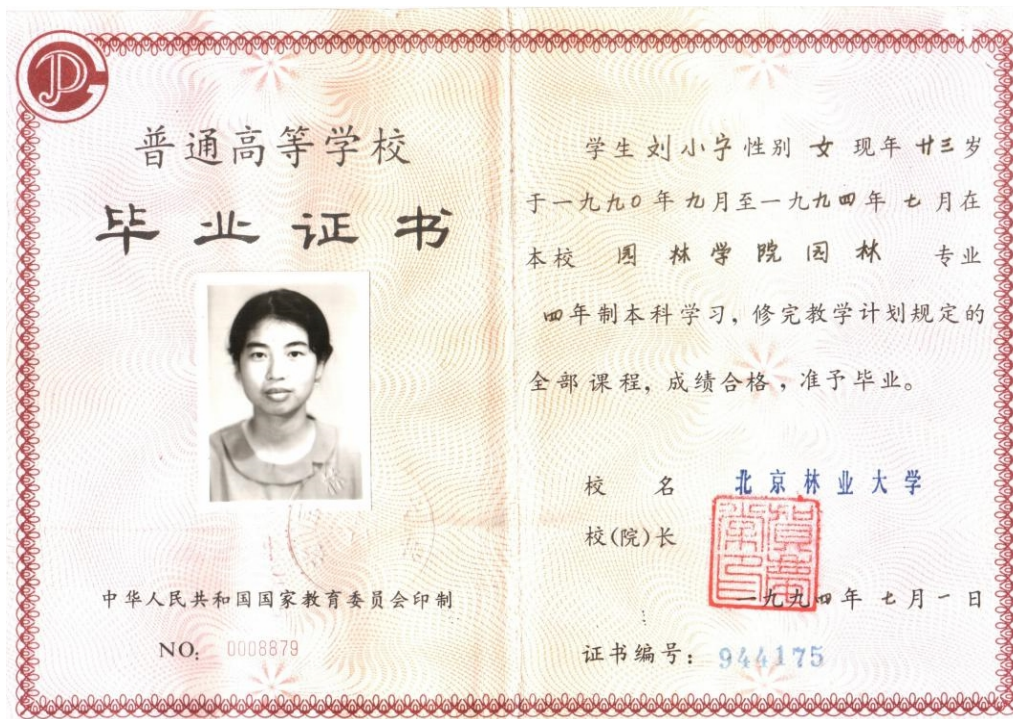 普通高等学校
毕业证书
中华人民共和国国家教育委员会印制
NO: 0008879
学生刘小字性别 女 现年 廿三岁
于一九九0年 九月至一九九四年 七 月在
本校 园林学院园林 专业
四年制本科学习,修完教学计划规定的
全部课程,成绩合格,准予毕业。
校 名 北京林业大学
校(院)长
一九九四年 七月一日
证书编号: 944175